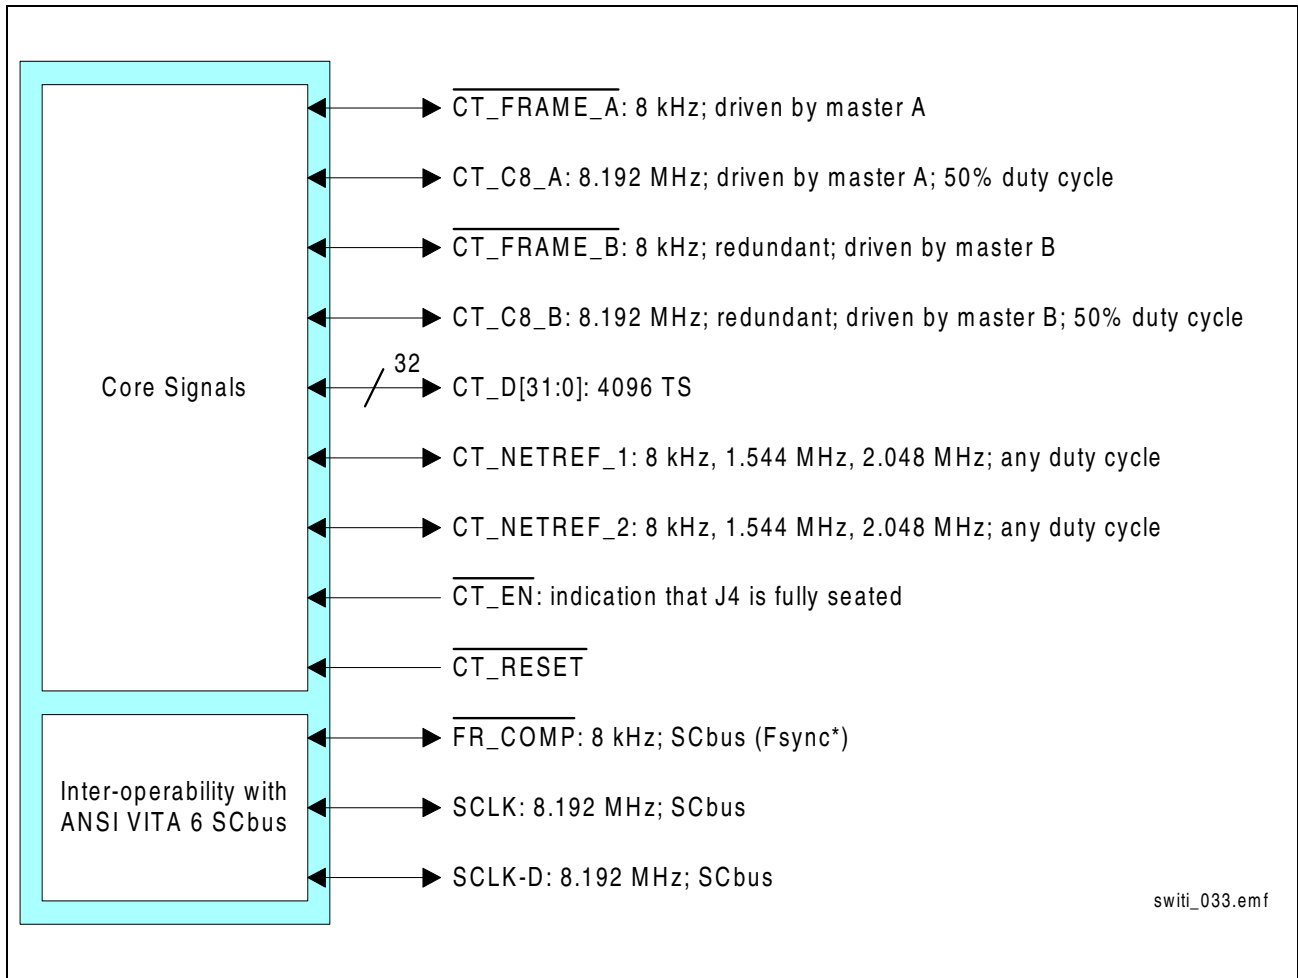 CT_FRAME_A: 8 kHz; driven by master A
CT_C8_A: 8.192 MHz; driven by master A; 50% duty cycle
CT_FRAME_B: 8 kHz; redundant; driven by master B
CT_C8_B: 8.192 MHz; redundant; driven by master B; 50% duty cycle
Core Signals
32
CT_D[31:0]: 4096 TS
CT_NETREF_1: 8 kHz, 1.544 MHz, 2.048 MHz; any duty cycle
CT_NETREF_2: 8 kHz, 1.544 MHz, 2.048 MHz; any duty cycle
CT_EN: indication that J4 is fully seated
CT_RESET
FR_COMP: 8 kHz; SCbus (Fsync*)
Inter-operability with
ANSI VITA 6 SCbus
SCLK: 8.192 MHz; SCbus
SCLK-D: 8.192 MHz; SCbus
switi_033.emf